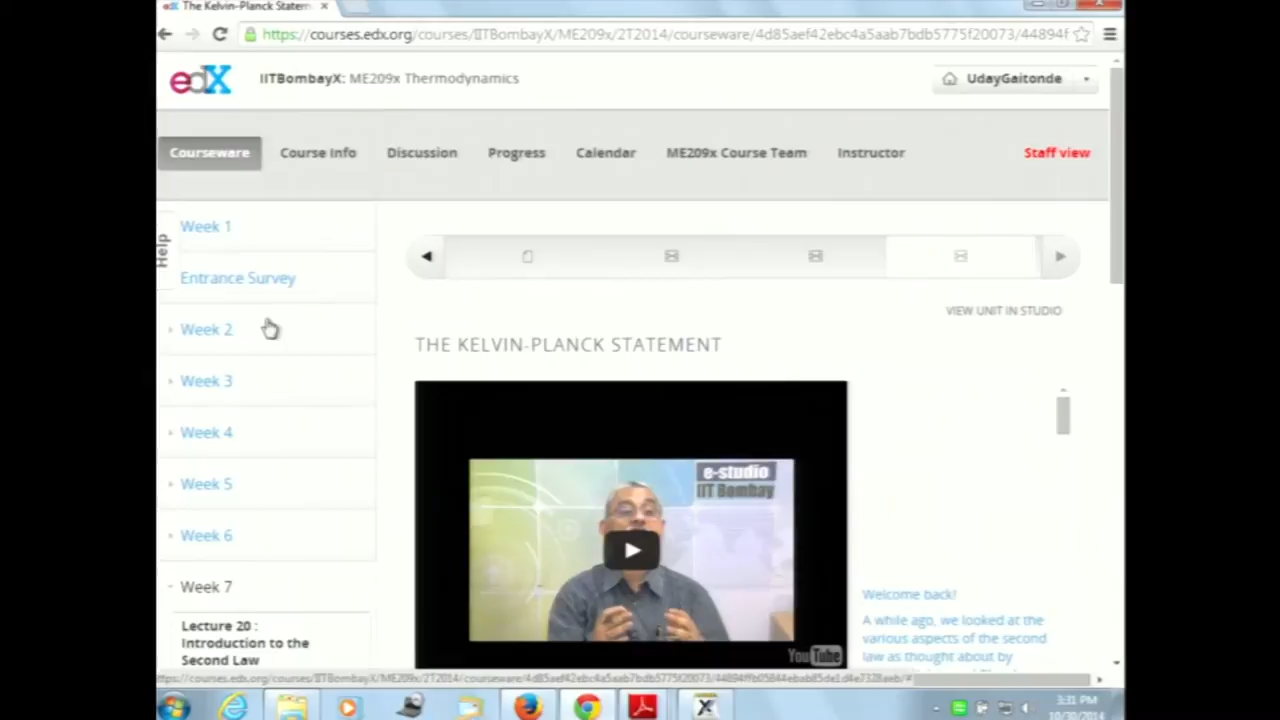 edX The Kelvin-Planck Statem ×
https://courses.edx.org/courses/IITBombayX/ME209x/2T2014/courseware/4d85aef42ebc4a5aab7bdb5775f20073/44894f
edX IITBombayX: ME209x Thermodynamics
UdayGaitonde
Courseware Course Info Discussion Progress Calendar ME209x Course Team Instructor Staff view
Help
Week 1
Entrance Survey
Week 2
Week 3
Week 4
Week 5
Week 6
Week 7
Lecture 20 :
Introduction to the
Second Law
VIEW UNIT IN STUDIO
THE KELVIN-PLANCK STATEMENT
e-studio
IIT Bombay
YouTube
Welcome back!
A while ago, we looked at the
various aspects of the second
law as thought about by
3:31 PM